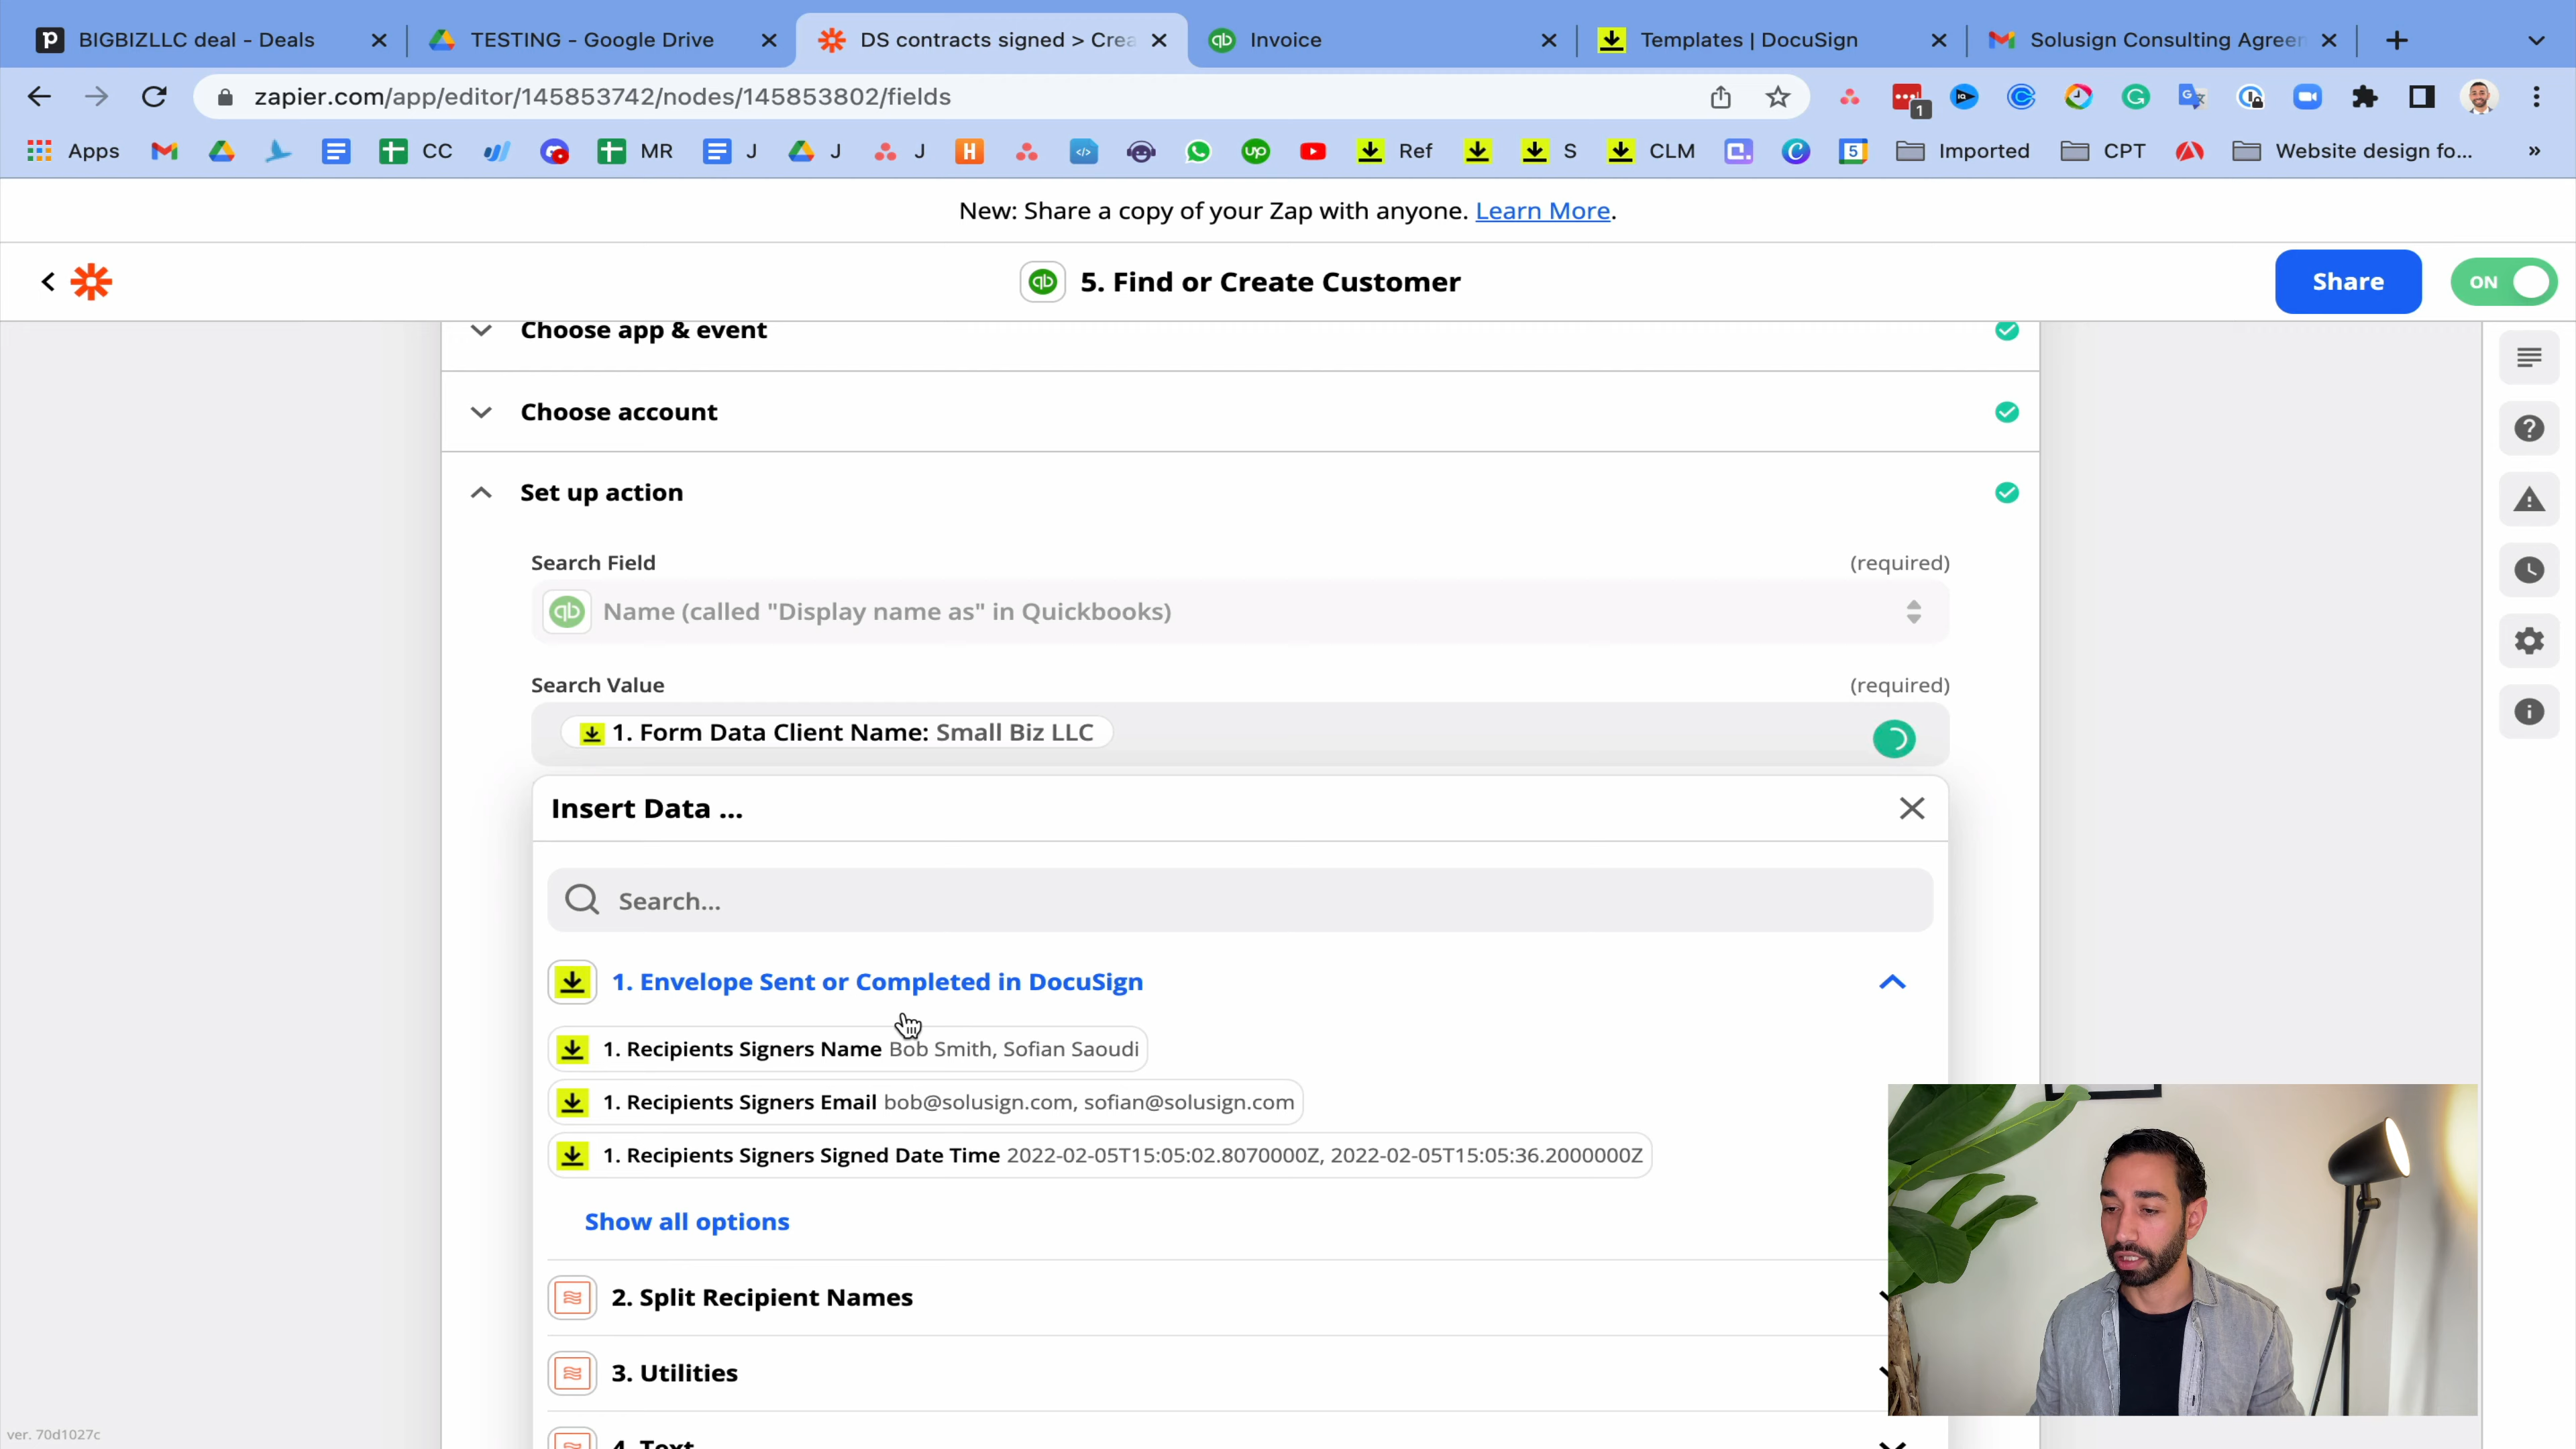 BIGBIZLLC deal - Deals
TESTING - Google Drive
DS contracts signed > Crea
Invoice
Templates | DocuSign
Solusign Consulting Agreer
zapier.com/app/editor/145853742/nodes/145853802/fields
1
Apps
CC
MR
J
J
J
Ref
S
CLM
5
Imported
CPT
Website design fo...
New: Share a copy of your Zap with anyone. Learn More.
5. Find or Create Customer
Share
ON
Choose app & event
Choose account
Set up action
Search Field
(required)
Name (called "Display name as" in Quickbooks)
Search Value
(required)
1. Form Data Client Name: Small Biz LLC
Insert Data ...
Search...
1. Envelope Sent or Completed in DocuSign
1. Recipients Signers Name Bob Smith, Sofian Saoudi
1. Recipients Signers Email bob@solusign.com, sofian@solusign.com
1. Recipients Signers Signed Date Time 2022-02-05T15:05:02.8070000Z, 2022-02-05T15:05:36.2000000Z
Show all options
2. Split Recipient Names
3. Utilities
4. Text
ver. 70d1027c